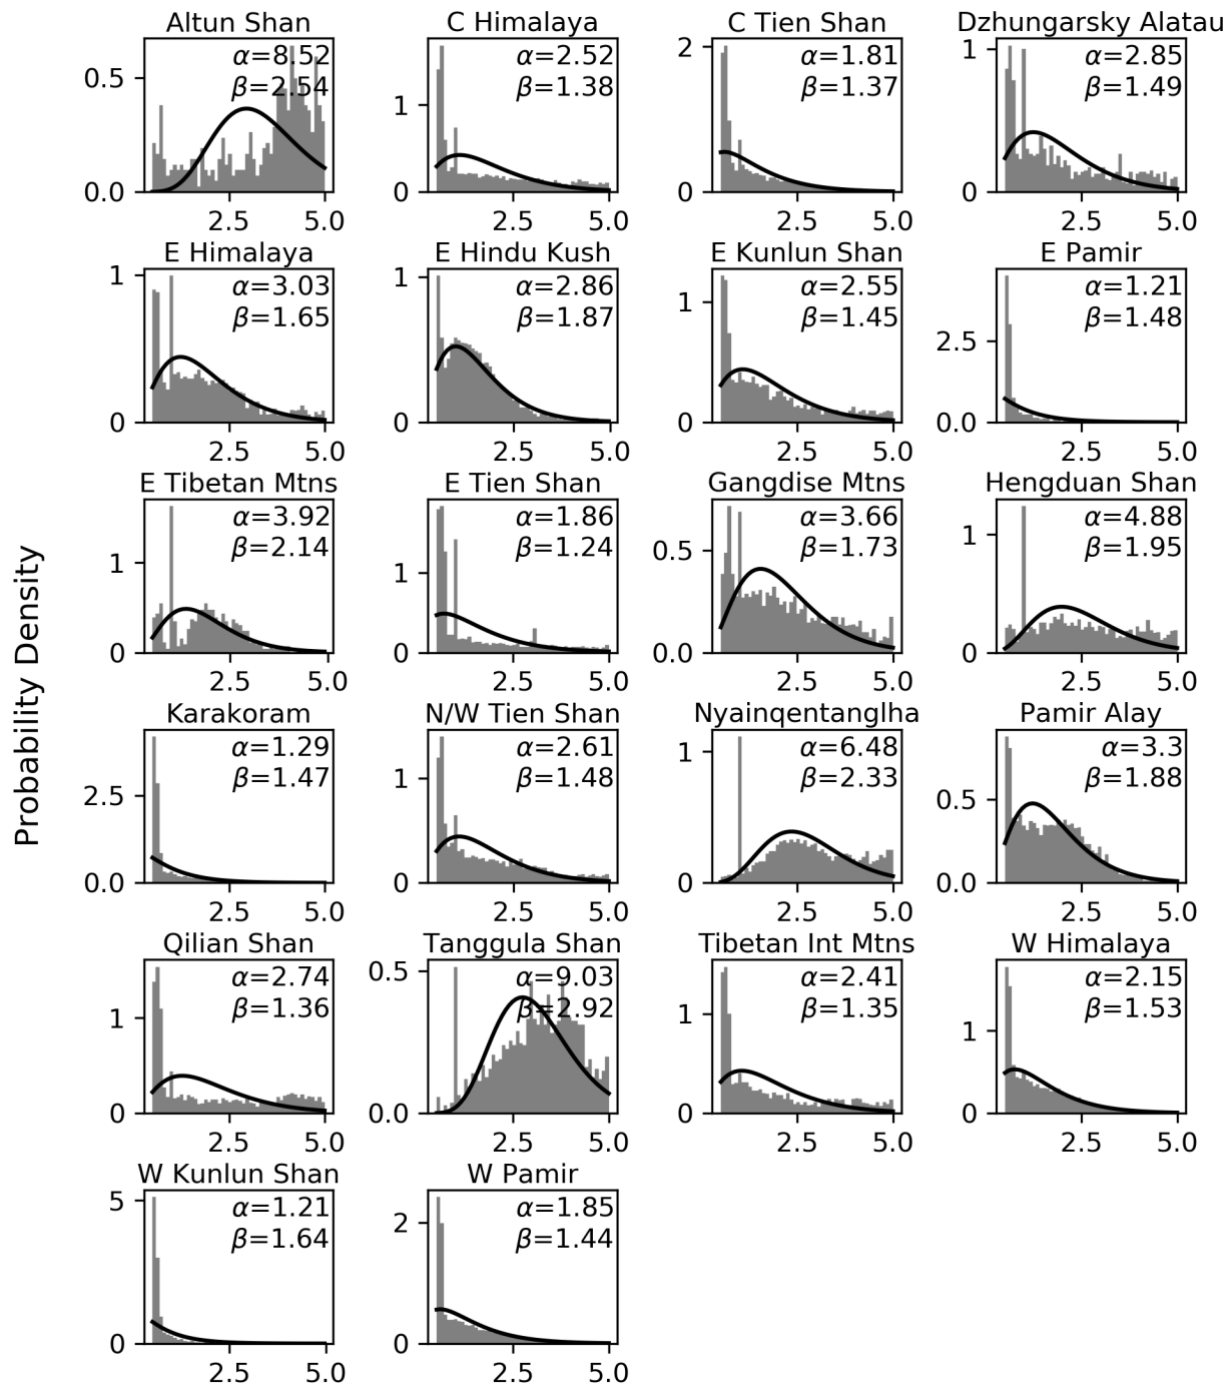 Probability Density
Altun Shan
α=8.52
β=2.54
0.5
0.0
2.5 5.0
C Himalaya
α=2.52
β=1.38
1
0
2.5 5.0
C Tien Shan
α=1.81
β=1.37
2
0
2.5 5.0
Dzhungarsky Alatau
α=2.85
β=1.49
1
0
2.5 5.0
E Himalaya
α=3.03
β=1.65
1
0
2.5 5.0
E Hindu Kush
α=2.86
β=1.87
1
0
2.5 5.0
E Kunlun Shan
α=2.55
β=1.45
1
0
2.5 5.0
E Pamir
α=1.21
β=1.48
2.5
0.0
2.5 5.0
E Tibetan Mtns
α=3.92
β=2.14
1
0
2.5 5.0
E Tien Shan
α=1.86
β=1.24
1
0
2.5 5.0
Gangdise Mtns
α=3.66
β=1.73
0.5
0.0
2.5 5.0
Hengduan Shan
α=4.88
β=1.95
1
0
2.5 5.0
Karakoram
α=1.29
β=1.47
2.5
0.0
2.5 5.0
N/W Tien Shan
α=2.61
β=1.48
1
0
2.5 5.0
Nyainqentanglha
α=6.48
β=2.33
1
0
2.5 5.0
Pamir Alay
α=3.3
β=1.88
0.5
0.0
2.5 5.0
Qilian Shan
α=2.74
β=1.36
1
0
2.5 5.0
Tanggula Shan
α=9.03
β=2.92
0.5
0.0
2.5 5.0
Tibetan Int Mtns
α=2.41
β=1.35
1
0
2.5 5.0
W Himalaya
α=2.15
β=1.53
1
0
2.5 5.0
W Kunlun Shan
α=1.21
β=1.64
5
0
2.5 5.0
W Pamir
α=1.85
β=1.44
2
0
2.5 5.0